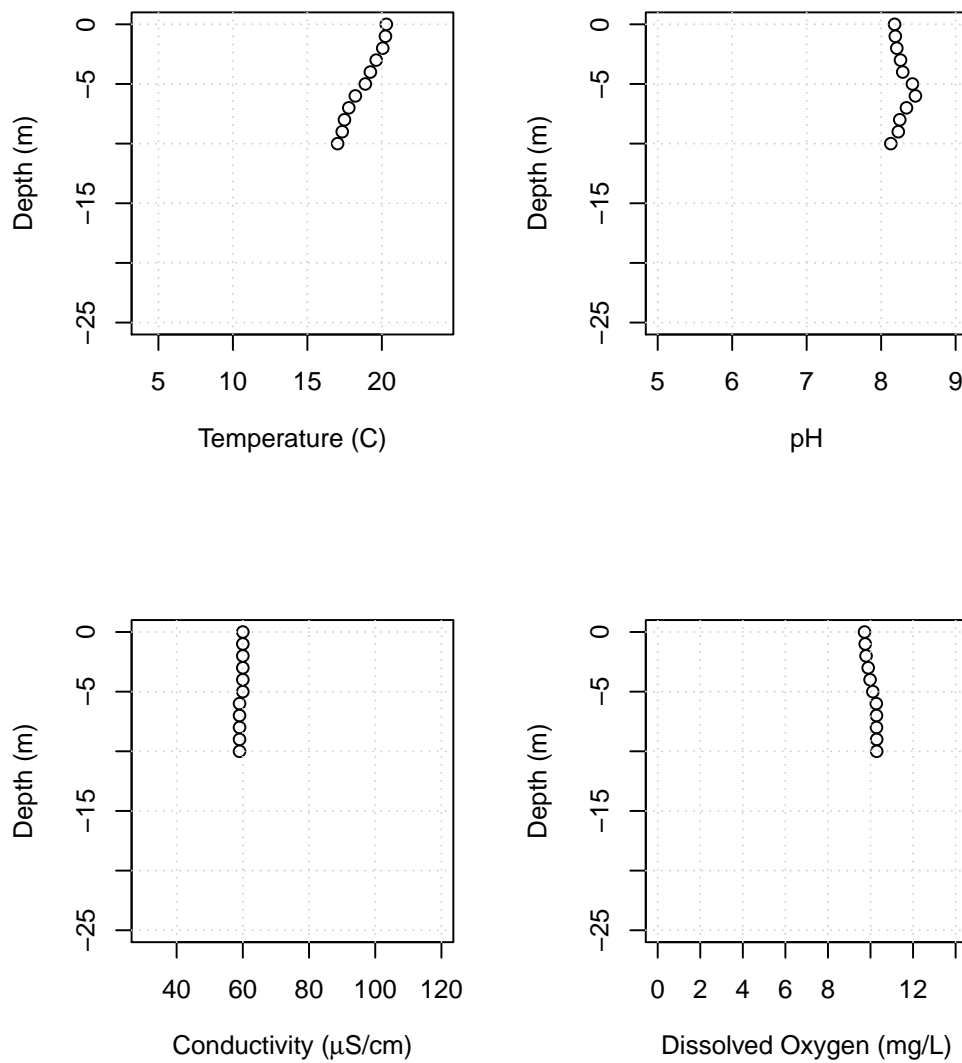 0
−5
−15
−25
Depth (m)
5 10 15 20
Temperature (C)
0
−5
−15
−25
Depth (m)
5 6 7 8 9
pH
0
−5
−15
−25
Depth (m)
40 60 80 100 120
Conductivity (μS/cm)
0
−5
−15
−25
Depth (m)
0 2 4 6 8 12
Dissolved Oxygen (mg/L)